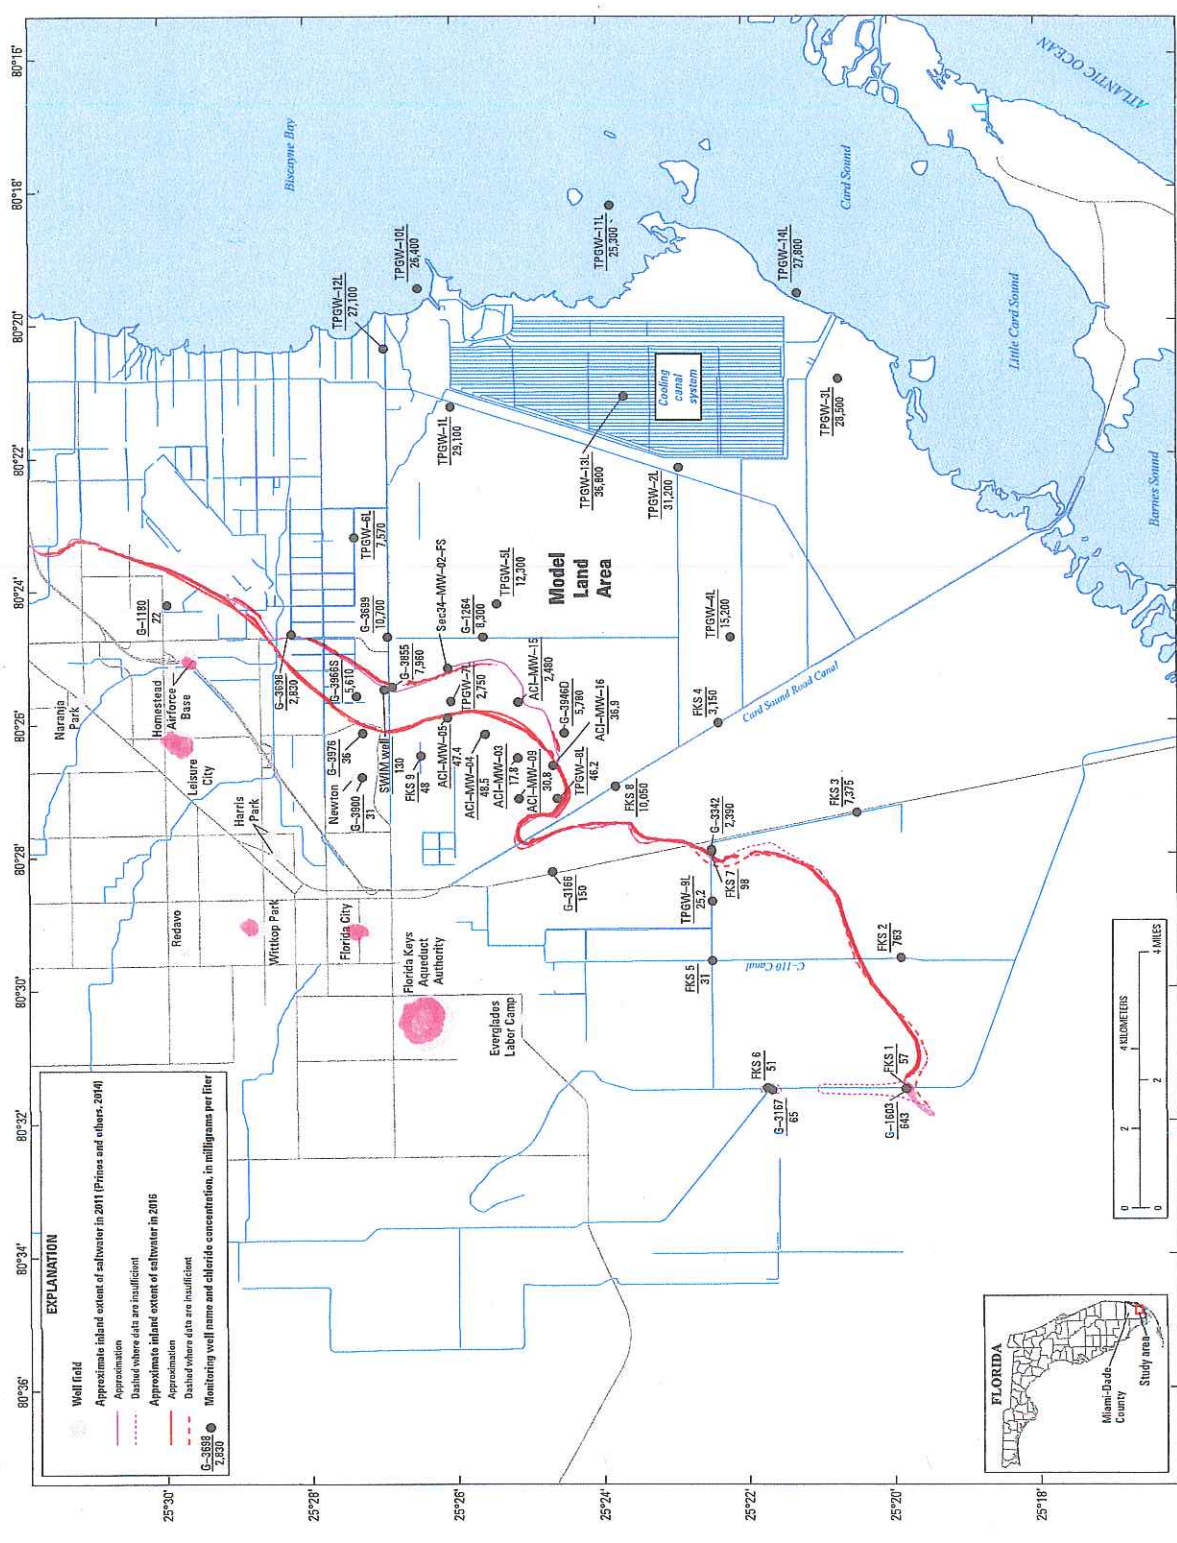 EXPLANATION
Well field
Approximate inland extent of saltwater in 2011 (Prinos and others, 2014)
Approximation
Dashed where data are insufficient
Approximate inland extent of saltwater in 2016
Approximation
Dashed where data are insufficient
G–3698
2,830
Monitoring well name and chloride concentration, in milligrams per liter
80°36'
80°34'
80°32'
80°30'
80°28'
80°26'
80°24'
80°22'
80°20'
80°18'
80°16'
25°30'
25°28'
25°26'
25°24'
25°22'
25°20'
25°18'
Naranja
Park
Homestead
Airforce
Base
Leisure
City
Harris
Park
Redavo
Wittkop Park
Florida City
Florida Keys
Aqueduct
Authority
Everglades
Labor Camp
Newton
G–1180
22
G–3698
2,830
G–3966S
5,610
G–3976
36
G–3900
31
SWIM well
130
FKS 9
48
G–3699
10,700
G–3855
7,960
TPGW–6L
7,570
Sec34–MW–02–FS
G–1264
8,300
TPGW–5L
12,300
TPGW–7L
2,750
ACI–MW–05
47.4
ACI–MW–04
48.5
ACI–MW–03
17.8
ACI–MW–09
30.8
ACI–MW–15
2,480
G–3946D
5,780
ACI–MW–16
36.9
TPGW–8L
46.2
FKS 8
10,050
Model
Land
Area
TPGW–12L
27,100
TPGW–10L
26,400
TPGW–1L
29,100
TPGW–11L
25,300
TPGW–13L
36,800
TPGW–2L
31,200
Cooling
canal
system
TPGW–14L
27,800
TPGW–3L
28,500
TPGW–4L
15,200
FKS 4
3,150
Card Sound Road Canal
FKS 3
7,375
G–3342
2,390
FKS 7
98
G–3166
150
TPGW–9L
25.2
FKS 5
31
C–110 Canal
FKS 2
763
FKS 6
51
G–3167
65
FKS 1
57
G–1603
643
Biscayne Bay
Card Sound
Little Card Sound
Barnes Sound
ATLANTIC OCEAN
FLORIDA
Miami-Dade
County
Study area
0 2 4 KILOMETERS
0 2 4 MILES